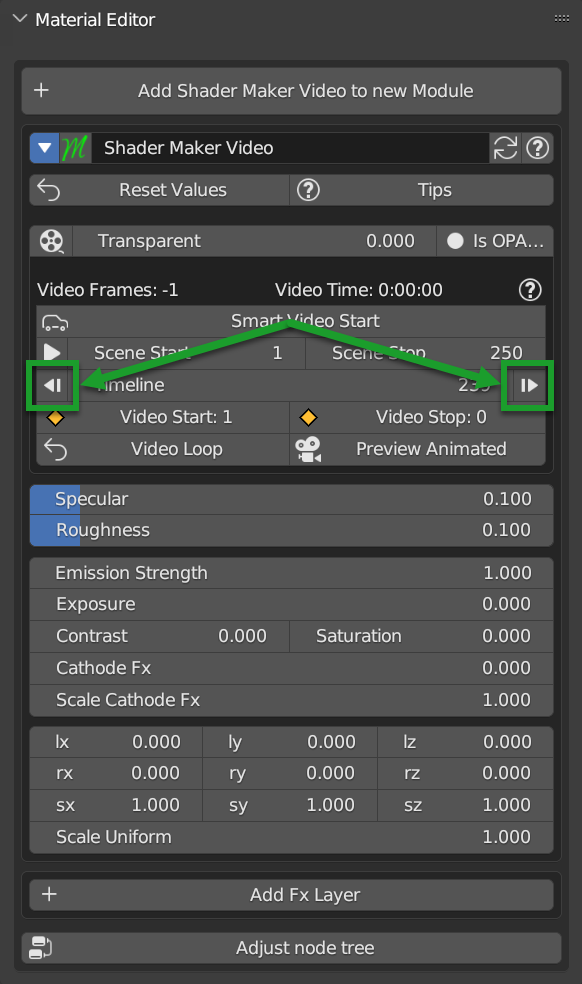 Material Editor
Add Shader Maker Video to new Module
Shader Maker Video
Reset Values Tips
Transparent 0.000 Is OPA...
Video Frames: -1 Video Time: 0:00:00
Smart Video Start
Scene Start 1 Scene Stop 250
Timeline
Video Start: 1 Video Stop: 0
Video Loop Preview Animated
Specular 0.100
Roughness 0.100
Emission Strength 1.000
Exposure 0.000
Contrast 0.000 Saturation 0.000
Cathode Fx 0.000
Scale Cathode Fx 1.000
lx 0.000 ly 0.000 lz 0.000
rx 0.000 ry 0.000 rz 0.000
sx 1.000 sy 1.000 sz 1.000
Scale Uniform 1.000
Add Fx Layer
Adjust node tree